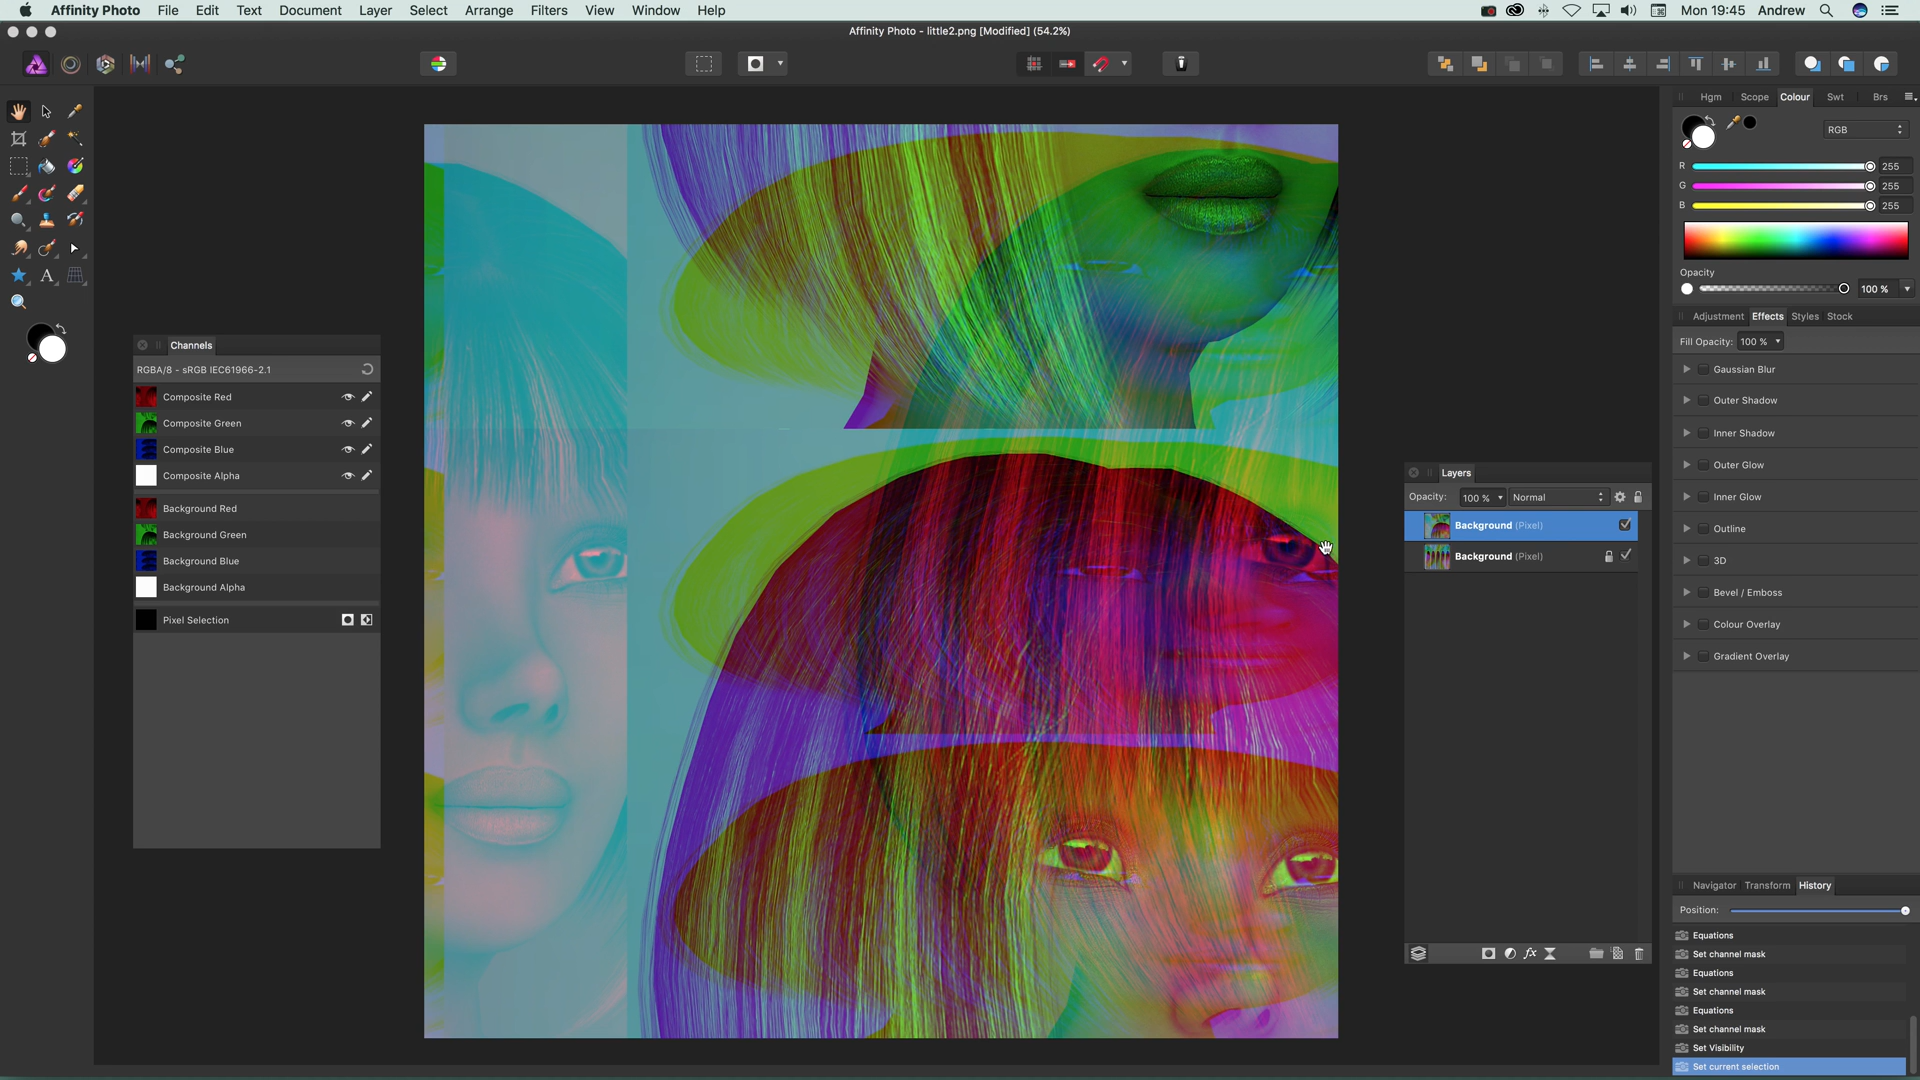 Affinity Photo File Edit Text Document Layer Select Arrange Filters View Window Help Mon 19:45 Andrew
Affinity Photo - little2.png [Modified] (54.2%)
Hgm Scope Colour Swt Brs
RGB
R 255
G 255
B 255
Opacity
100 %
Adjustment Effects Styles Stock
Fill Opacity: 100 %
Gaussian Blur
Outer Shadow
Inner Shadow
Outer Glow
Inner Glow
Outline
3D
Bevel / Emboss
Colour Overlay
Gradient Overlay
Channels
RGBA/8 - sRGB IEC61966-2.1
Composite Red
Composite Green
Composite Blue
Composite Alpha
Background Red
Background Green
Background Blue
Background Alpha
Pixel Selection
Layers
Opacity: 100 % Normal
Background (Pixel)
Background (Pixel)
Navigator Transform History
Position:
Equations
Set channel mask
Equations
Set channel mask
Equations
Set channel mask
Set Visibility
Set current selection